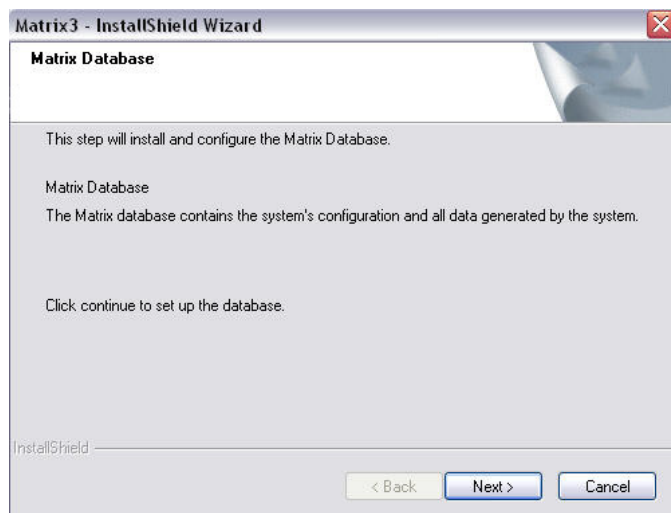 Matrix3 - InstallShield Wizard
Matrix Database
This step will install and configure the Matrix Database.
Matrix Database
The Matrix database contains the system's configuration and all data generated by the system.
Click continue to set up the database.
InstallShield
< Back Next > Cancel